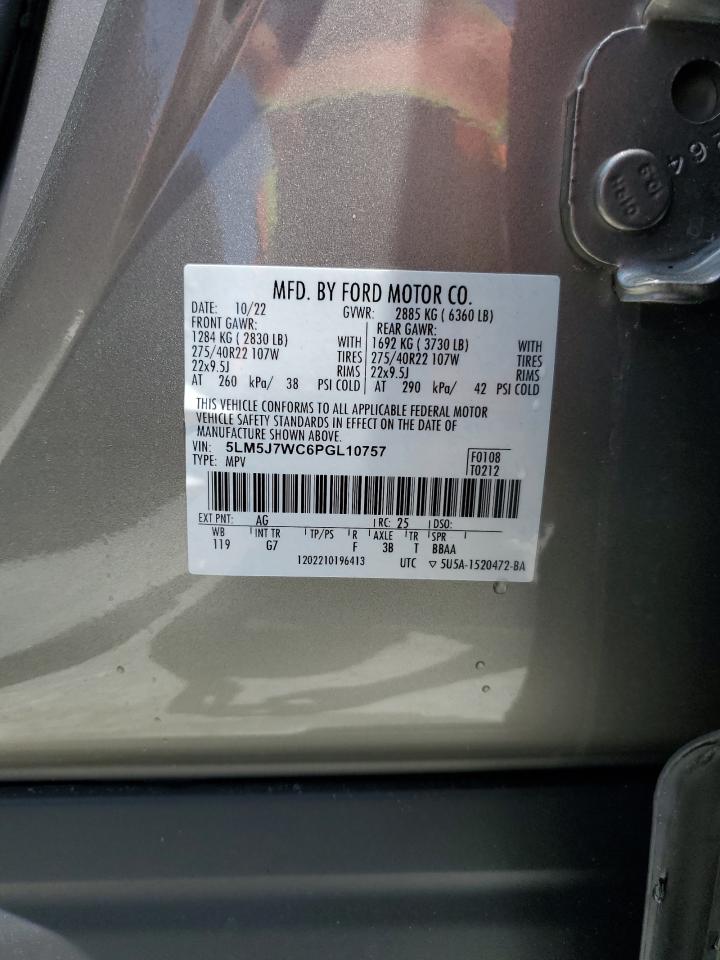 MFD. BY FORD MOTOR CO.
DATE: 10/22 GVWR: 2885 KG ( 6360 LB)
FRONT GAWR: REAR GAWR:
1284 KG ( 2830 LB) WITH 1692 KG ( 3730 LB) WITH
275/40R22 107W TIRES 275/40R22 107W TIRES
22x9.5J RIMS 22x9.5J RIMS
AT 260 kPa/ 38 PSI COLD AT 290 kPa/ 42 PSI COLD
THIS VEHICLE CONFORMS TO ALL APPLICABLE FEDERAL MOTOR
VEHICLE SAFETY STANDARDS IN EFFECT ON THE DATE OF
MANUFACTURE SHOWN ABOVE.
VIN: 5LM5J7WC6PGL10757 F0108
TYPE: MPV T0212
EXT PNT: AG RC: 25 DSO:
WB INT TR TP/PS R AXLE TR SPR
119 G7 F 3B T BBAA
1202210196413 UTC ▽ 5U5A-1520472-BA
64